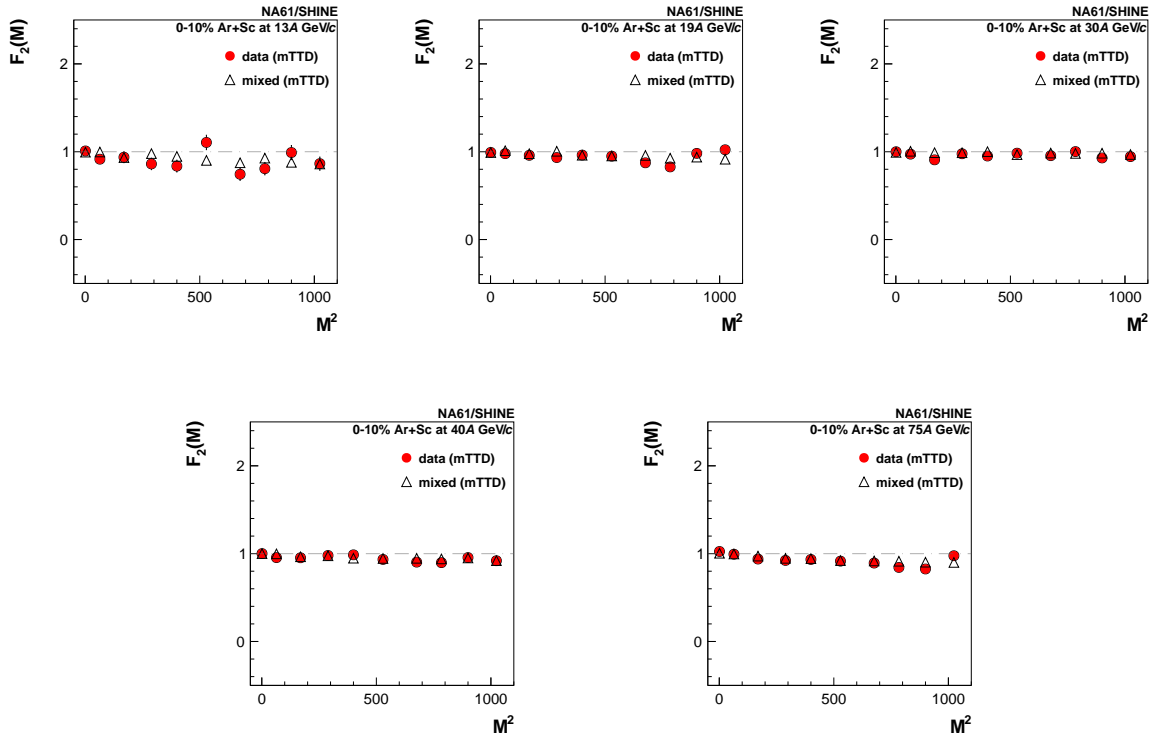 NA61/SHINE
0-10% Ar+Sc at 13A GeV/c
F2(M)
data (mTTD)
mixed (mTTD)
2
1
0
0 500 1000
M²
NA61/SHINE
0-10% Ar+Sc at 19A GeV/c
F2(M)
data (mTTD)
mixed (mTTD)
2
1
0
0 500 1000
M²
NA61/SHINE
0-10% Ar+Sc at 30A GeV/c
F2(M)
data (mTTD)
mixed (mTTD)
2
1
0
0 500 1000
M²
NA61/SHINE
0-10% Ar+Sc at 40A GeV/c
F2(M)
data (mTTD)
mixed (mTTD)
2
1
0
0 500 1000
M²
NA61/SHINE
0-10% Ar+Sc at 75A GeV/c
F2(M)
data (mTTD)
mixed (mTTD)
2
1
0
0 500 1000
M²